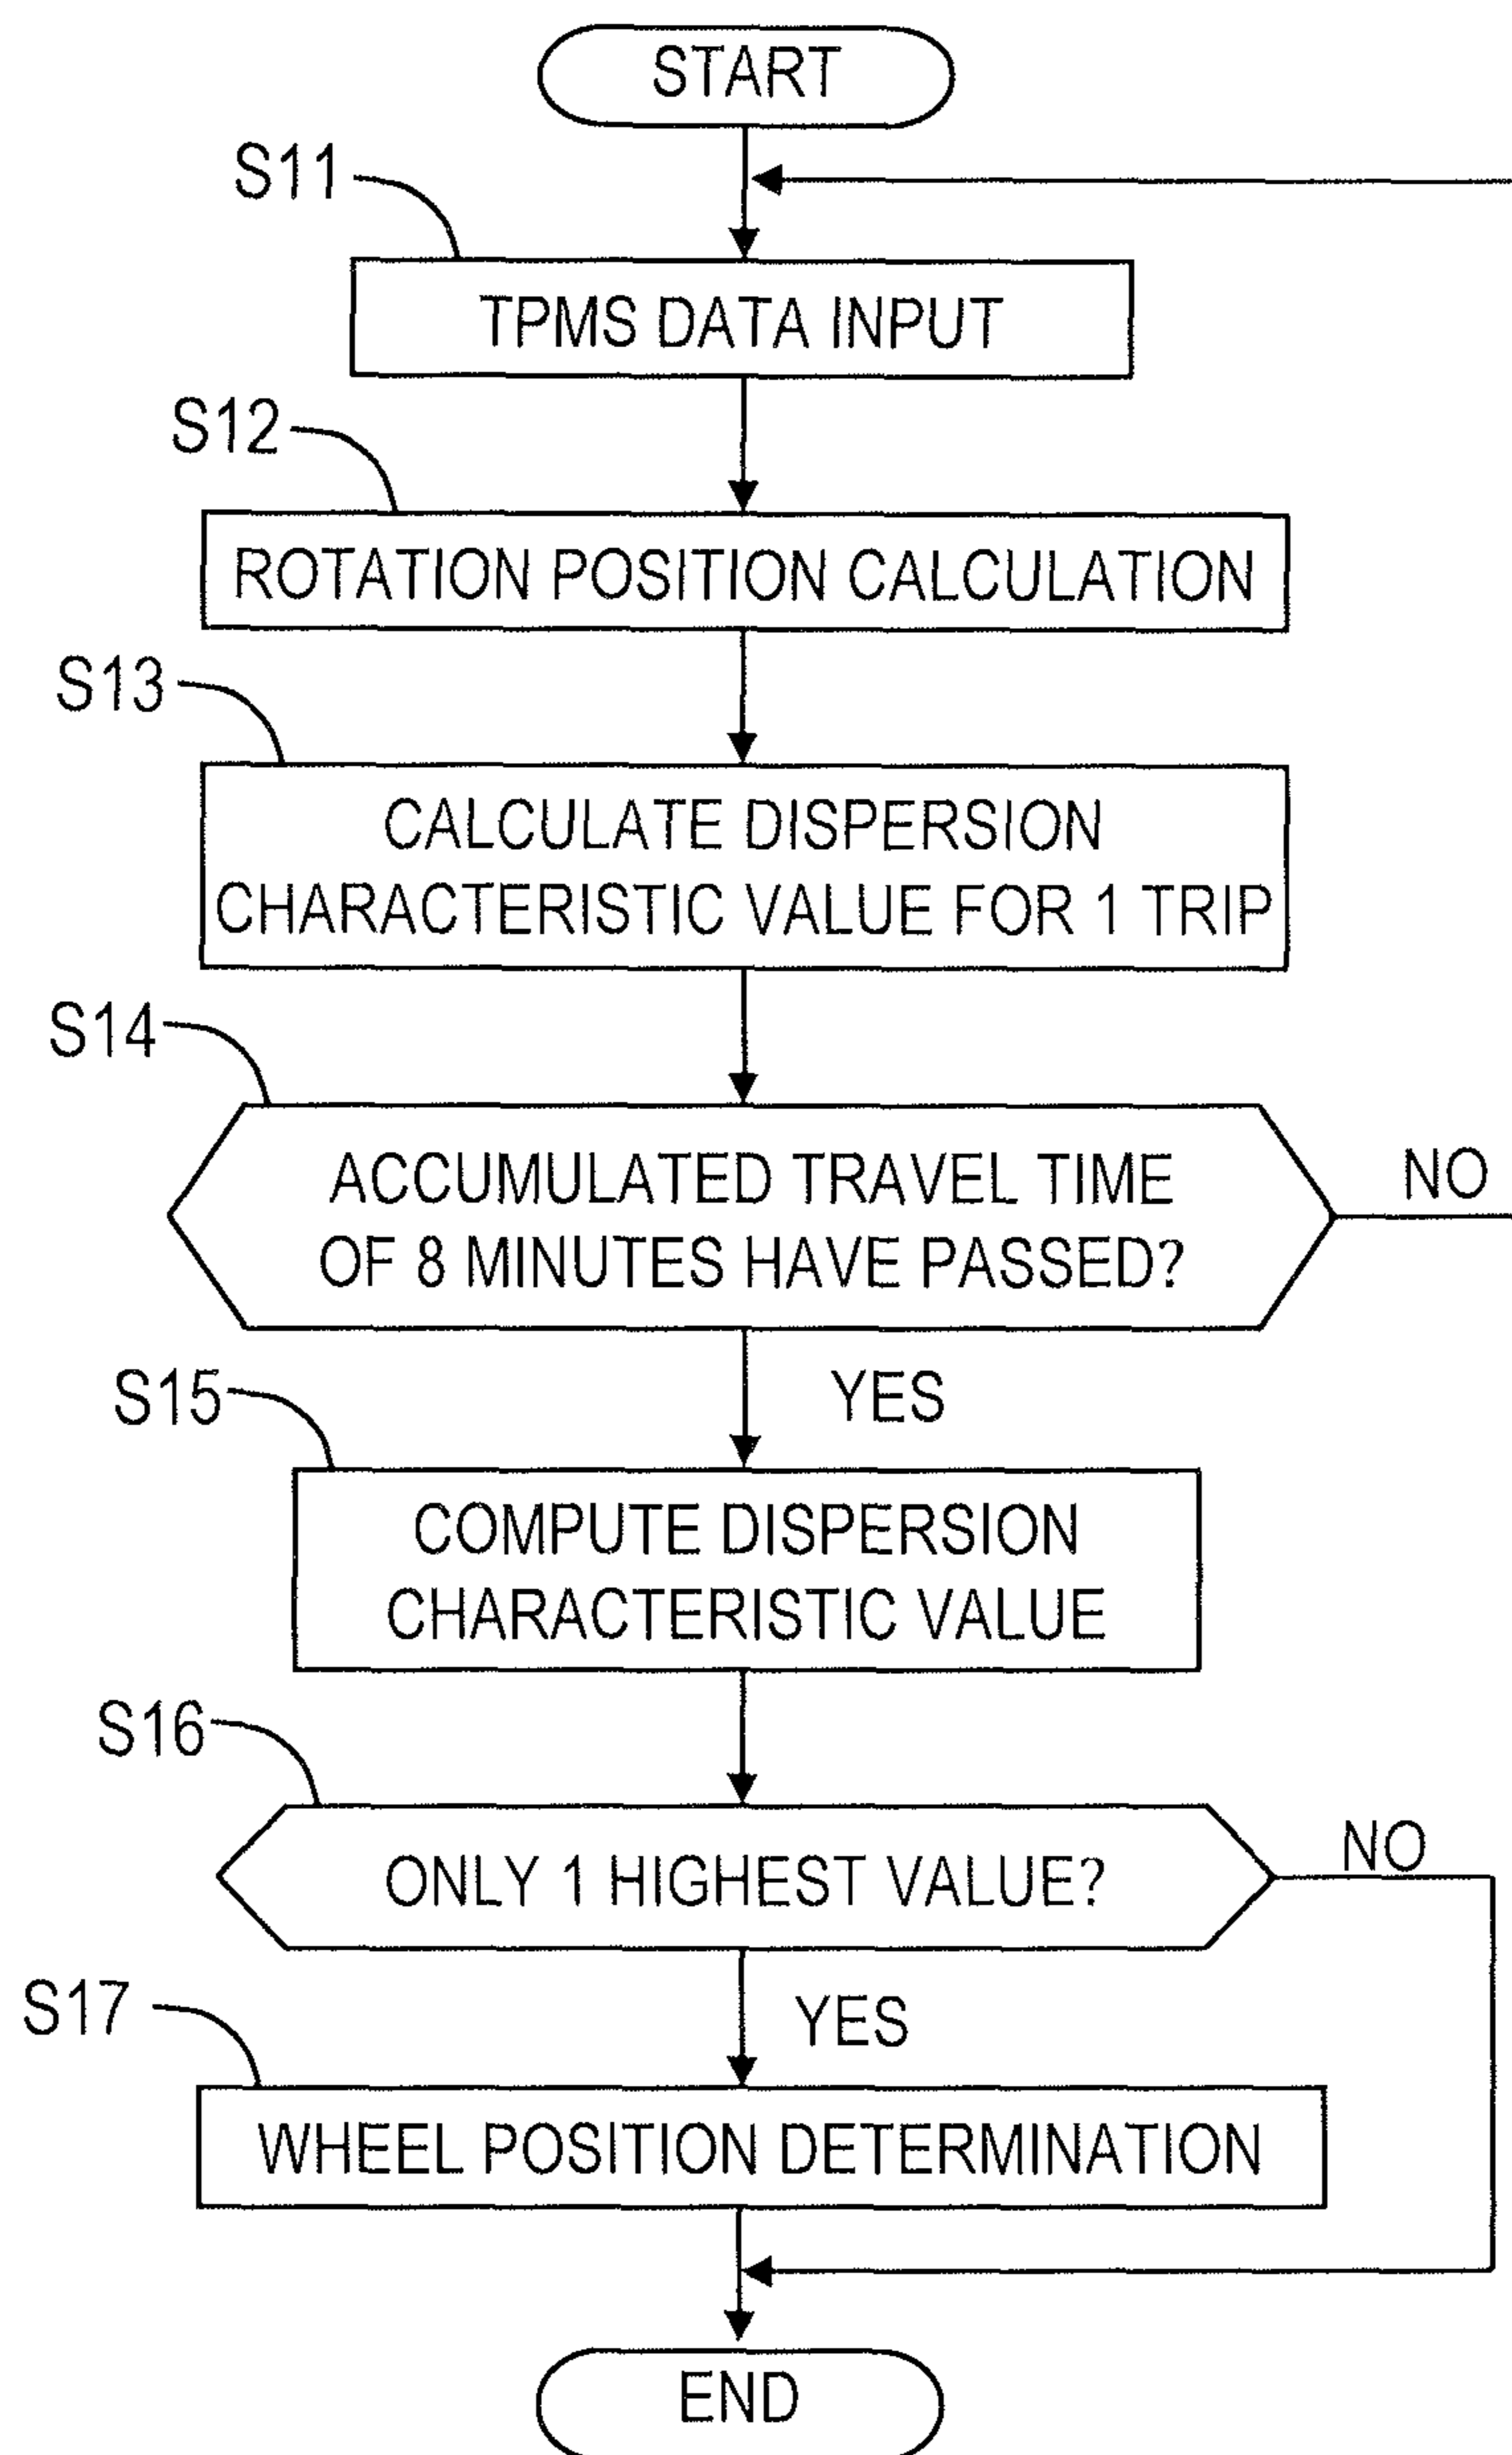 START
S11
TPMS DATA INPUT
S12
ROTATION POSITION CALCULATION
S13
CALCULATE DISPERSION
CHARACTERISTIC VALUE FOR 1 TRIP
S14
ACCUMULATED TRAVEL TIME
OF 8 MINUTES HAVE PASSED?
NO
YES
S15
COMPUTE DISPERSION
CHARACTERISTIC VALUE
S16
ONLY 1 HIGHEST VALUE?
NO
YES
S17
WHEEL POSITION DETERMINATION
END